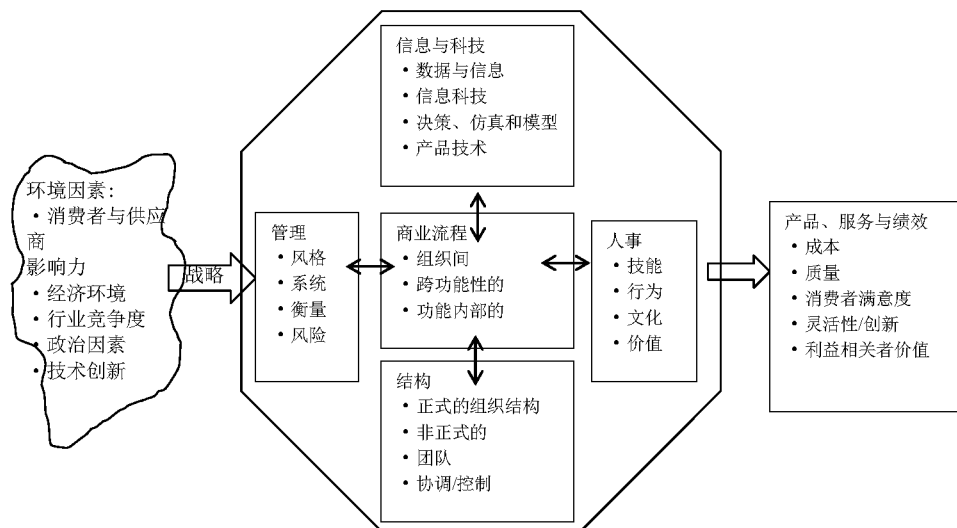 信息与科技
• 数据与信息
• 信息科技
• 决策、仿真和模型
• 产品技术
环境因素:
• 消费者与供应
商
影响力
• 经济环境
• 行业竞争度
• 政治因素
• 技术创新
战略
管理
• 风格
• 系统
• 衡量
• 风险
商业流程
• 组织间
• 跨功能性的
• 功能内部的
人事
• 技能
• 行为
• 文化
• 价值
结构
• 正式的组织结构
• 非正式的
• 团队
• 协调/控制
产品、服务与绩效
• 成本
• 质量
• 消费者满意度
• 灵活性/创新
• 利益相关者价值